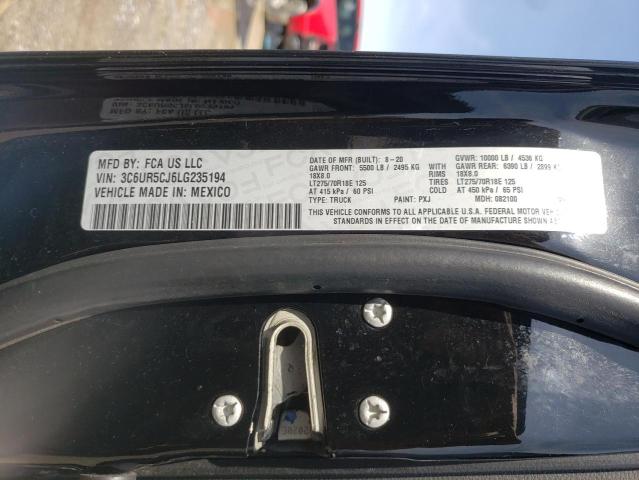 MFD BY: FCA US LLC
VIN: 3C6UR5CJ6LG235194
VEHICLE MADE IN: MEXICO
DATE OF MFR (BUILT): 8-20 GVWR: 10000 LB / 4536 KG
GAWR FRONT: 5500 LB / 2495 KG GAWR REAR: 6390 LB / 2899
18X8.0 18X8.0
LT275/70R18E 125 LT275/70R18E 125
AT 415 kPa / 60 PSI COLD AT 450 kPa / 65 PSI
TYPE: TRUCK PAINT: PXJ MDH: 082100
THIS VEHICLE CONFORMS TO ALL APPLICABLE U.S.A. FEDERAL MOTOR
STANDARDS IN EFFECT ON THE DATE OF MANUFACTURE SHOWN